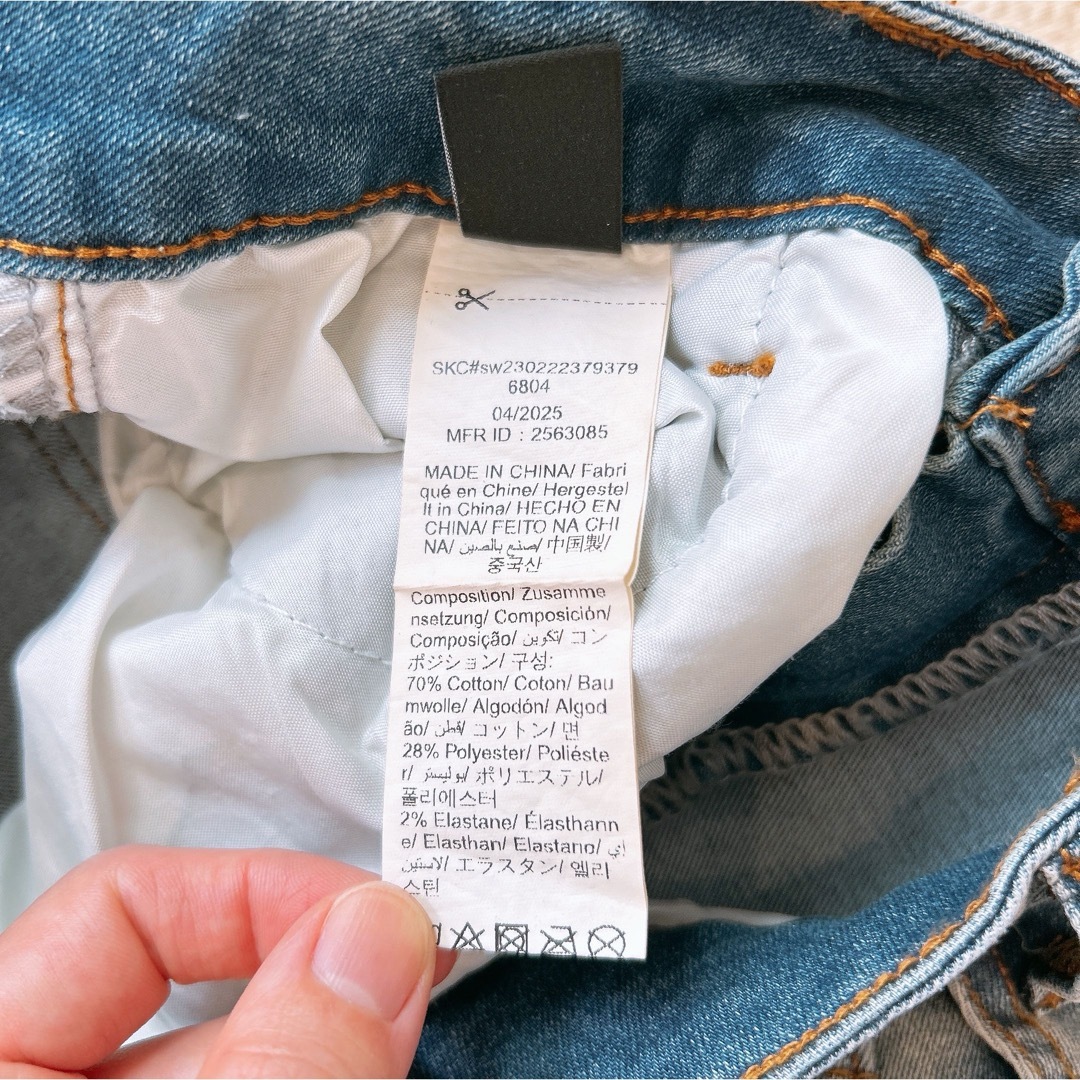 SKC#sw230222379379
6804
04/2025
MFR ID : 2563085
MADE IN CHINA/ Fabri
qué en Chine/ Hergestel
lt in China/ HECHO EN
CHINA/ FEITO NA CHI
NA/ صنع بالصين/ 中国製/
중국산
Composition/ Zusamme
nsetzung/ Composición/
Composição/ تكوين/ コン
ポジション/ 구성:
70% Cotton/ Coton/ Bau
mwolle/ Algodón/ Algod
ão/ قطن/ コットン/ 면
28% Polyester/ Polièste
r/ بوليستر/ ポリエステル/
폴리에스터
2% Elastane/ Élasthann
e/ Elasthan/ Elastano/ إي
لاستين/ エラスタン/ 엘리
스틴